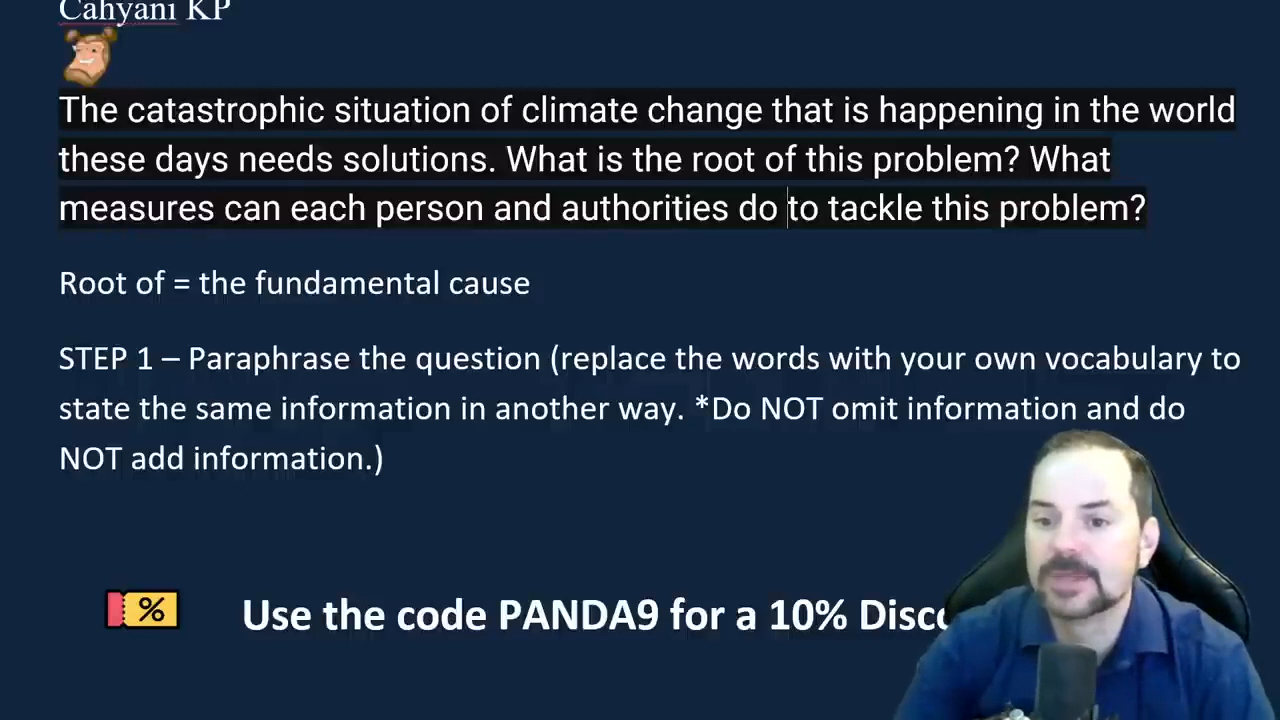 Cahyani KP
The catastrophic situation of climate change that is happening in the world
these days needs solutions. What is the root of this problem? What
measures can each person and authorities do to tackle this problem?
Root of = the fundamental cause
STEP 1 – Paraphrase the question (replace the words with your own vocabulary to
state the same information in another way. *Do NOT omit information and do
NOT add information.)
% Use the code PANDA9 for a 10% Disco